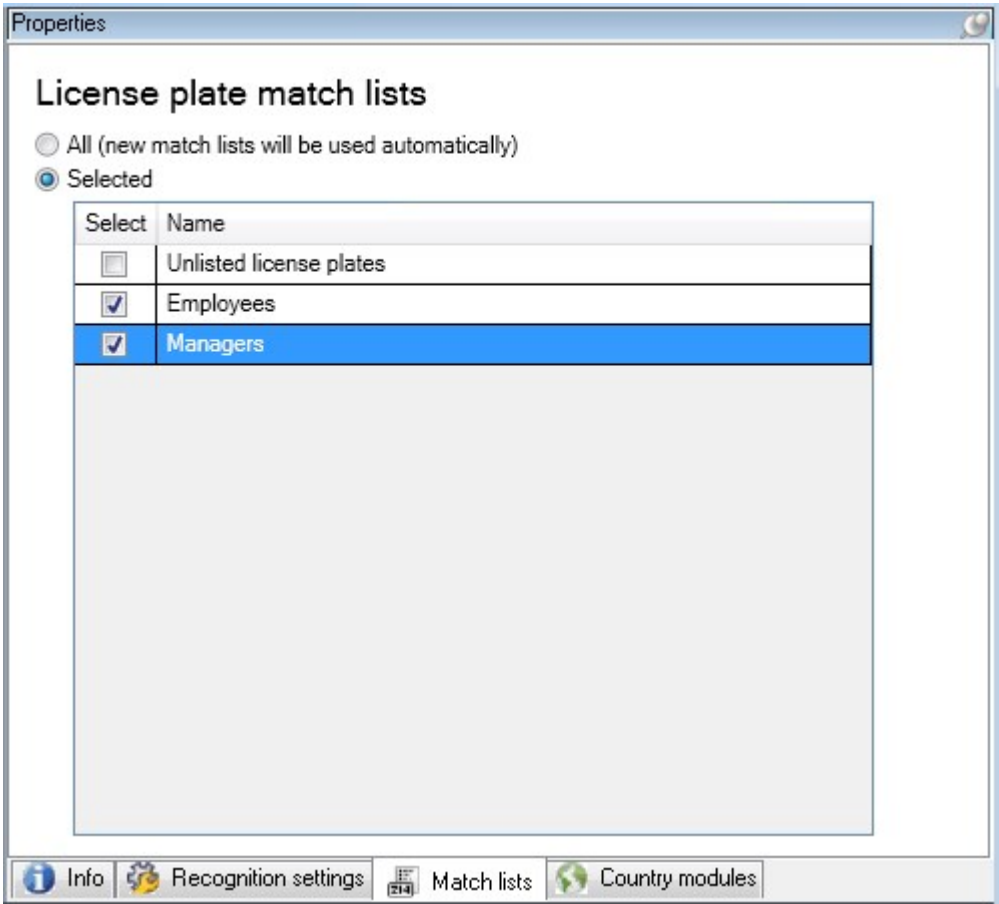 Properties
License plate match lists
All (new match lists will be used automatically)
Selected
Select Name
Unlisted license plates
Employees
Managers
Info Recognition settings 214 Match lists Country modules